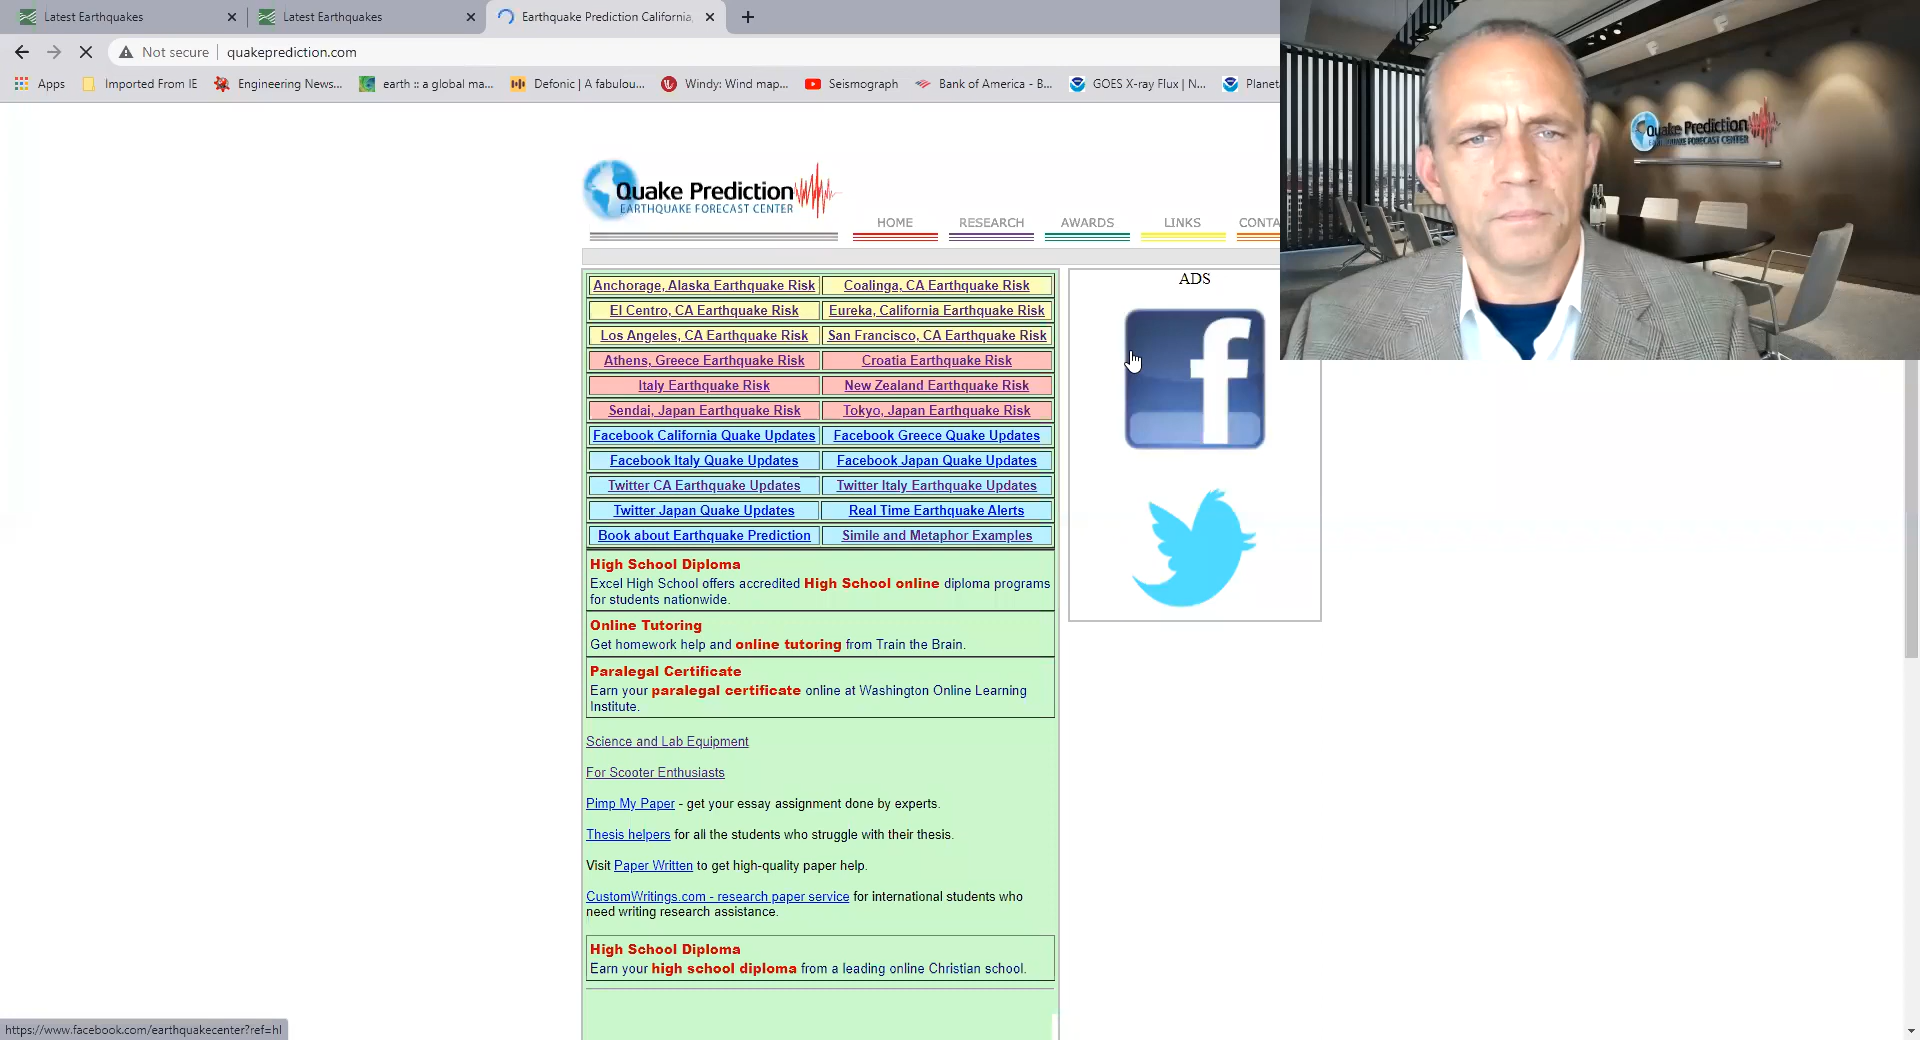 Latest Earthquakes
Latest Earthquakes
Earthquake Prediction California,
Not secure
quakeprediction.com
Apps
Imported From IE
Engineering News...
earth :: a global ma...
Defonic | A fabulou...
Windy: Wind map...
Seismograph
Bank of America - B...
GOES X-ray Flux | N...
Planet
Quake Prediction
EARTHQUAKE FORECAST CENTER
HOME
RESEARCH
AWARDS
LINKS
CONTA
Quake Prediction
EARTHQUAKE FORECAST CENTER
Anchorage, Alaska Earthquake Risk
Coalinga, CA Earthquake Risk
El Centro, CA Earthquake Risk
Eureka, California Earthquake Risk
Los Angeles, CA Earthquake Risk
San Francisco, CA Earthquake Risk
Athens, Greece Earthquake Risk
Croatia Earthquake Risk
Italy Earthquake Risk
New Zealand Earthquake Risk
Sendai, Japan Earthquake Risk
Tokyo, Japan Earthquake Risk
Facebook California Quake Updates
Facebook Greece Quake Updates
Facebook Italy Quake Updates
Facebook Japan Quake Updates
Twitter CA Earthquake Updates
Twitter Italy Earthquake Updates
Twitter Japan Quake Updates
Real Time Earthquake Alerts
Book about Earthquake Prediction
Simile and Metaphor Examples
High School Diploma
Excel High School offers accredited High School online diploma programs
for students nationwide.
Online Tutoring
Get homework help and online tutoring from Train the Brain.
Paralegal Certificate
Earn your paralegal certificate online at Washington Online Learning
Institute.
Science and Lab Equipment
For Scooter Enthusiasts
Pimp My Paper - get your essay assignment done by experts.
Thesis helpers for all the students who struggle with their thesis.
Visit Paper Written to get high-quality paper help.
CustomWritings.com - research paper service for international students who
need writing research assistance.
High School Diploma
Earn your high school diploma from a leading online Christian school.
ADS
f
https://www.facebook.com/earthquakecenter?ref=hl